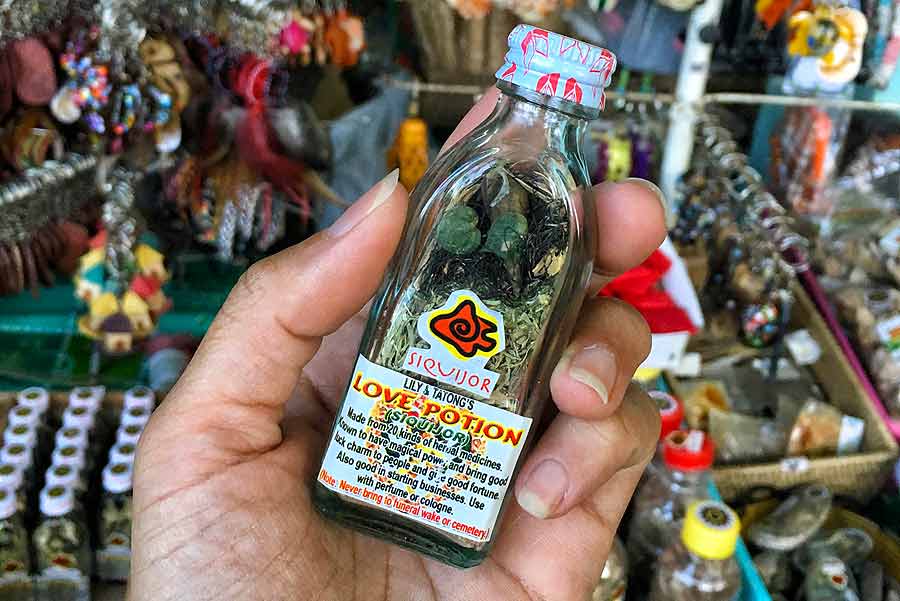 SIQUIJOR
LILY & TATONG'S
LOVE-POTION
(SIQUIJOR)
Made from 20 kinds of herbal medicines.
Known to have magical power and bring good
luck charm to people and give good fortune.
Also good in starting businesses. Use
with perfume or cologne.
Note: Never bring to funeral wake or cemetery.